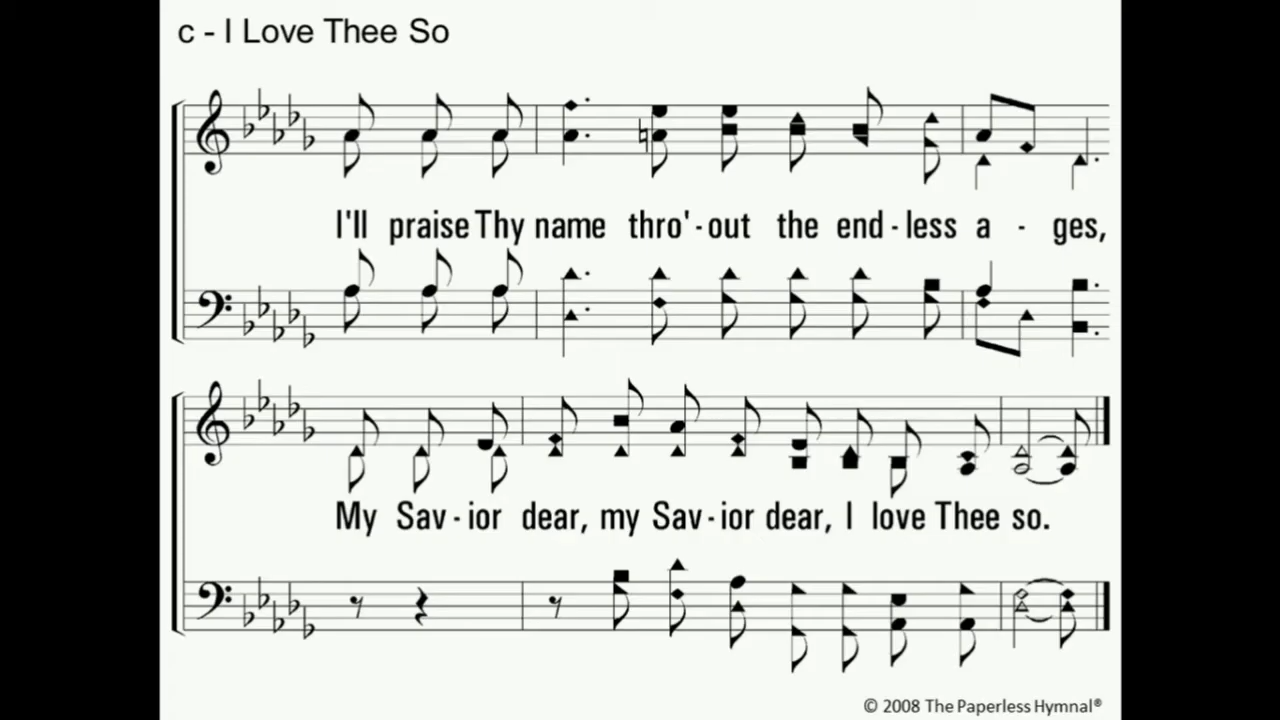 c - I Love Thee So
I'll praise Thy name thro'-out the end-less a - ges,
My Sav-ior dear, my Sav-ior dear, I love Thee so.
© 2008 The Paperless Hymnal®